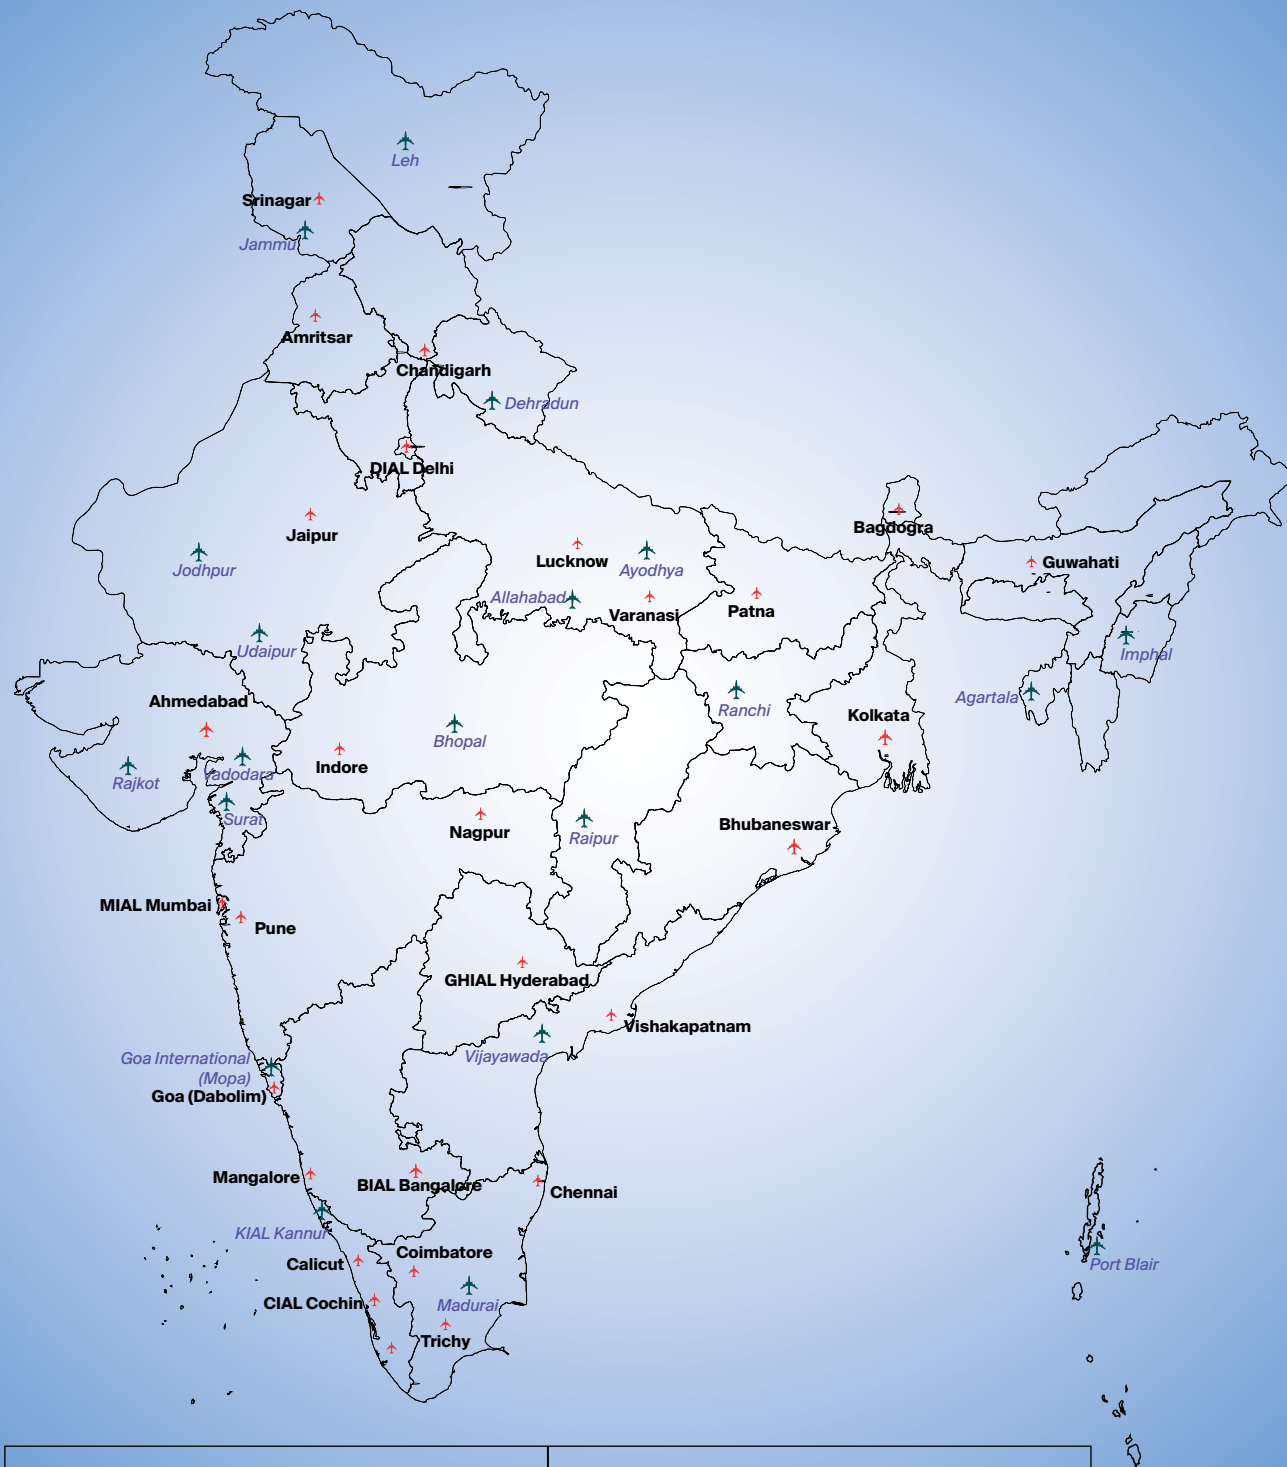 Leh
Srinagar
Jammu
Amritsar
Chandigarh
Dehradun
DIAL Delhi
Jaipur
Bagdogra
Lucknow
Ayodhya
Guwahati
Jodhpur
Allahabad
Varanasi
Patna
Udaipur
Imphal
Agartala
Ahmedabad
Ranchi
Kolkata
Bhopal
Indore
Vadodara
Rajkot
Surat
Nagpur
Raipur
Bhubaneswar
MIAL Mumbai
Pune
GHIAL Hyderabad
Vishakapatnam
Vijayawada
Goa International
(Mopa)
Goa (Dabolim)
Mangalore
BIAL Bangalore
Chennai
KIAL Kannur
Coimbatore
Calicut
Port Blair
CIAL Cochin
Madurai
Trichy